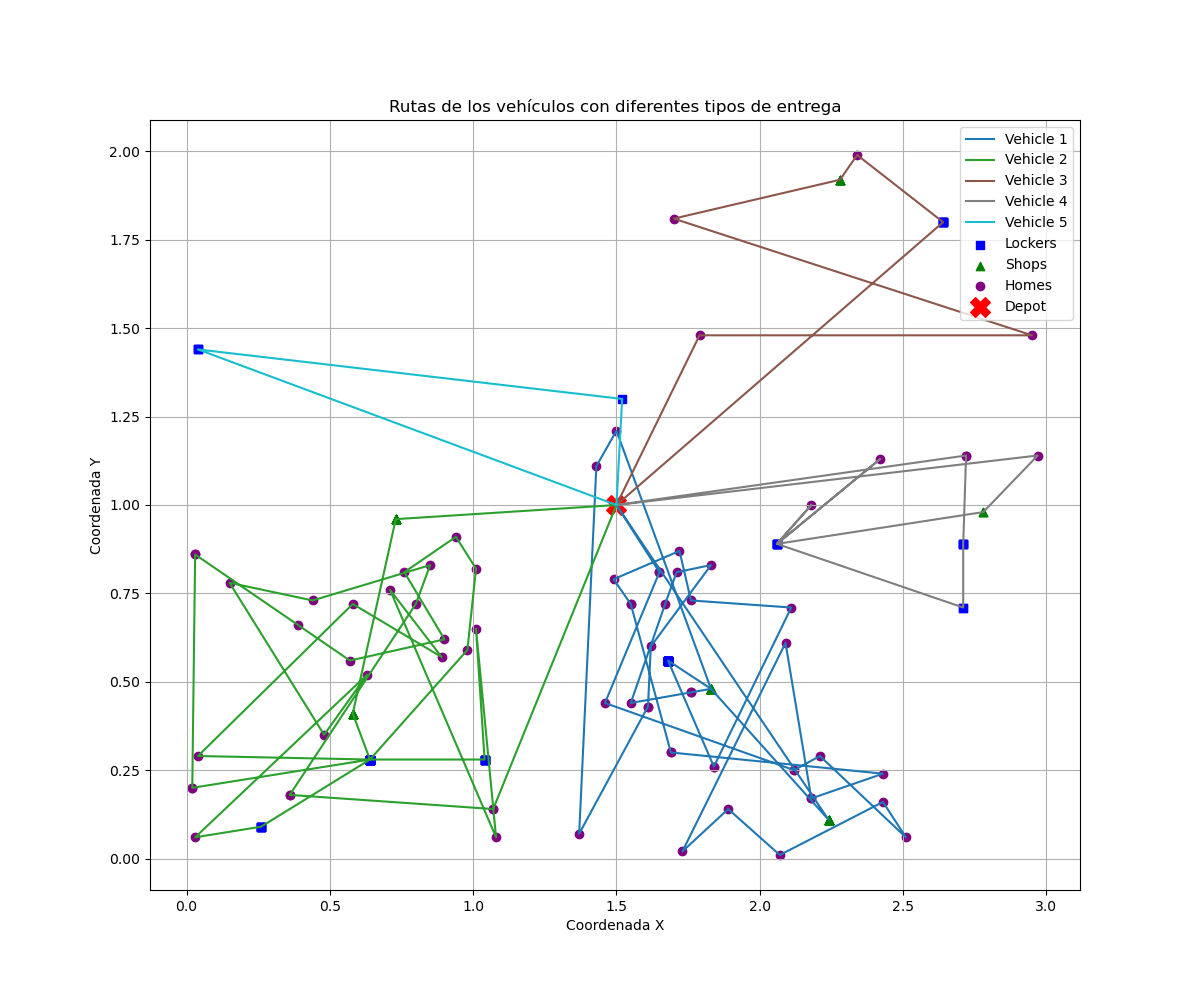 Rutas de los vehículos con diferentes tipos de entrega
Vehicle 1
Vehicle 2
Vehicle 3
Vehicle 4
Vehicle 5
Lockers
Shops
Homes
Depot
2.00
1.75
1.50
1.25
1.00
0.75
0.50
0.25
0.00
Coordenada Y
0.0 0.5 1.0 1.5 2.0 2.5 3.0
Coordenada X